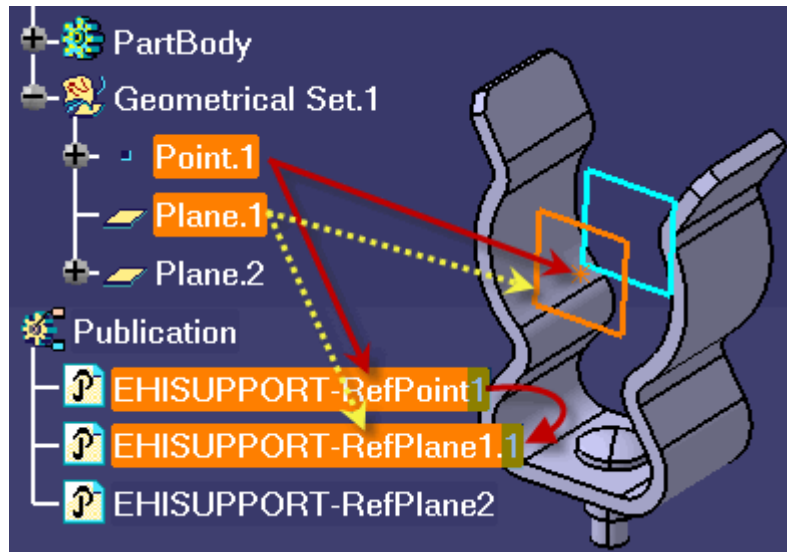 PartBody
Geometrical Set.1
Point.1
Plane.1
Plane.2
Publication
EHISUPPORT-RefPoint1
EHISUPPORT-RefPlane1.1
EHISUPPORT-RefPlane2